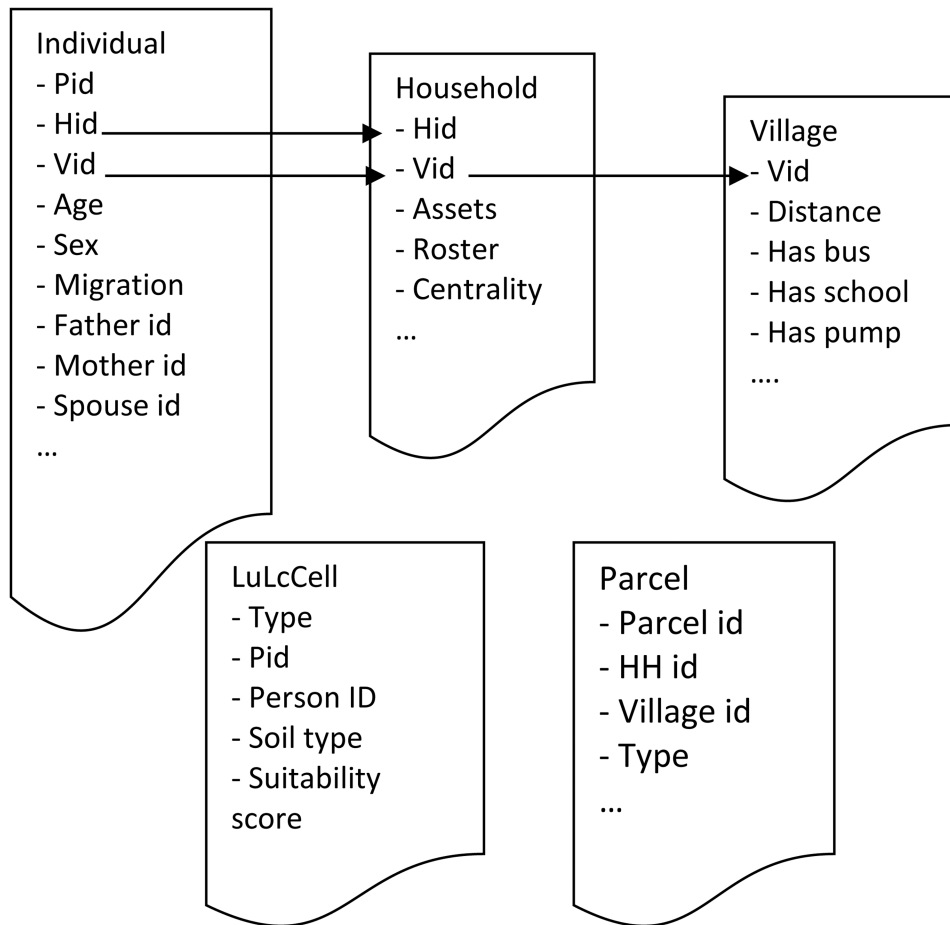 Individual
- Pid
- Hid
- Vid
- Age
- Sex
- Migration
- Father id
- Mother id
- Spouse id
...
Household
- Hid
- Vid
- Assets
- Roster
- Centrality
...
Village
- Vid
- Distance
- Has bus
- Has school
- Has pump
....
LuLcCell
- Type
- Pid
- Person ID
- Soil type
- Suitability
score
Parcel
- Parcel id
- HH id
- Village id
- Type
...